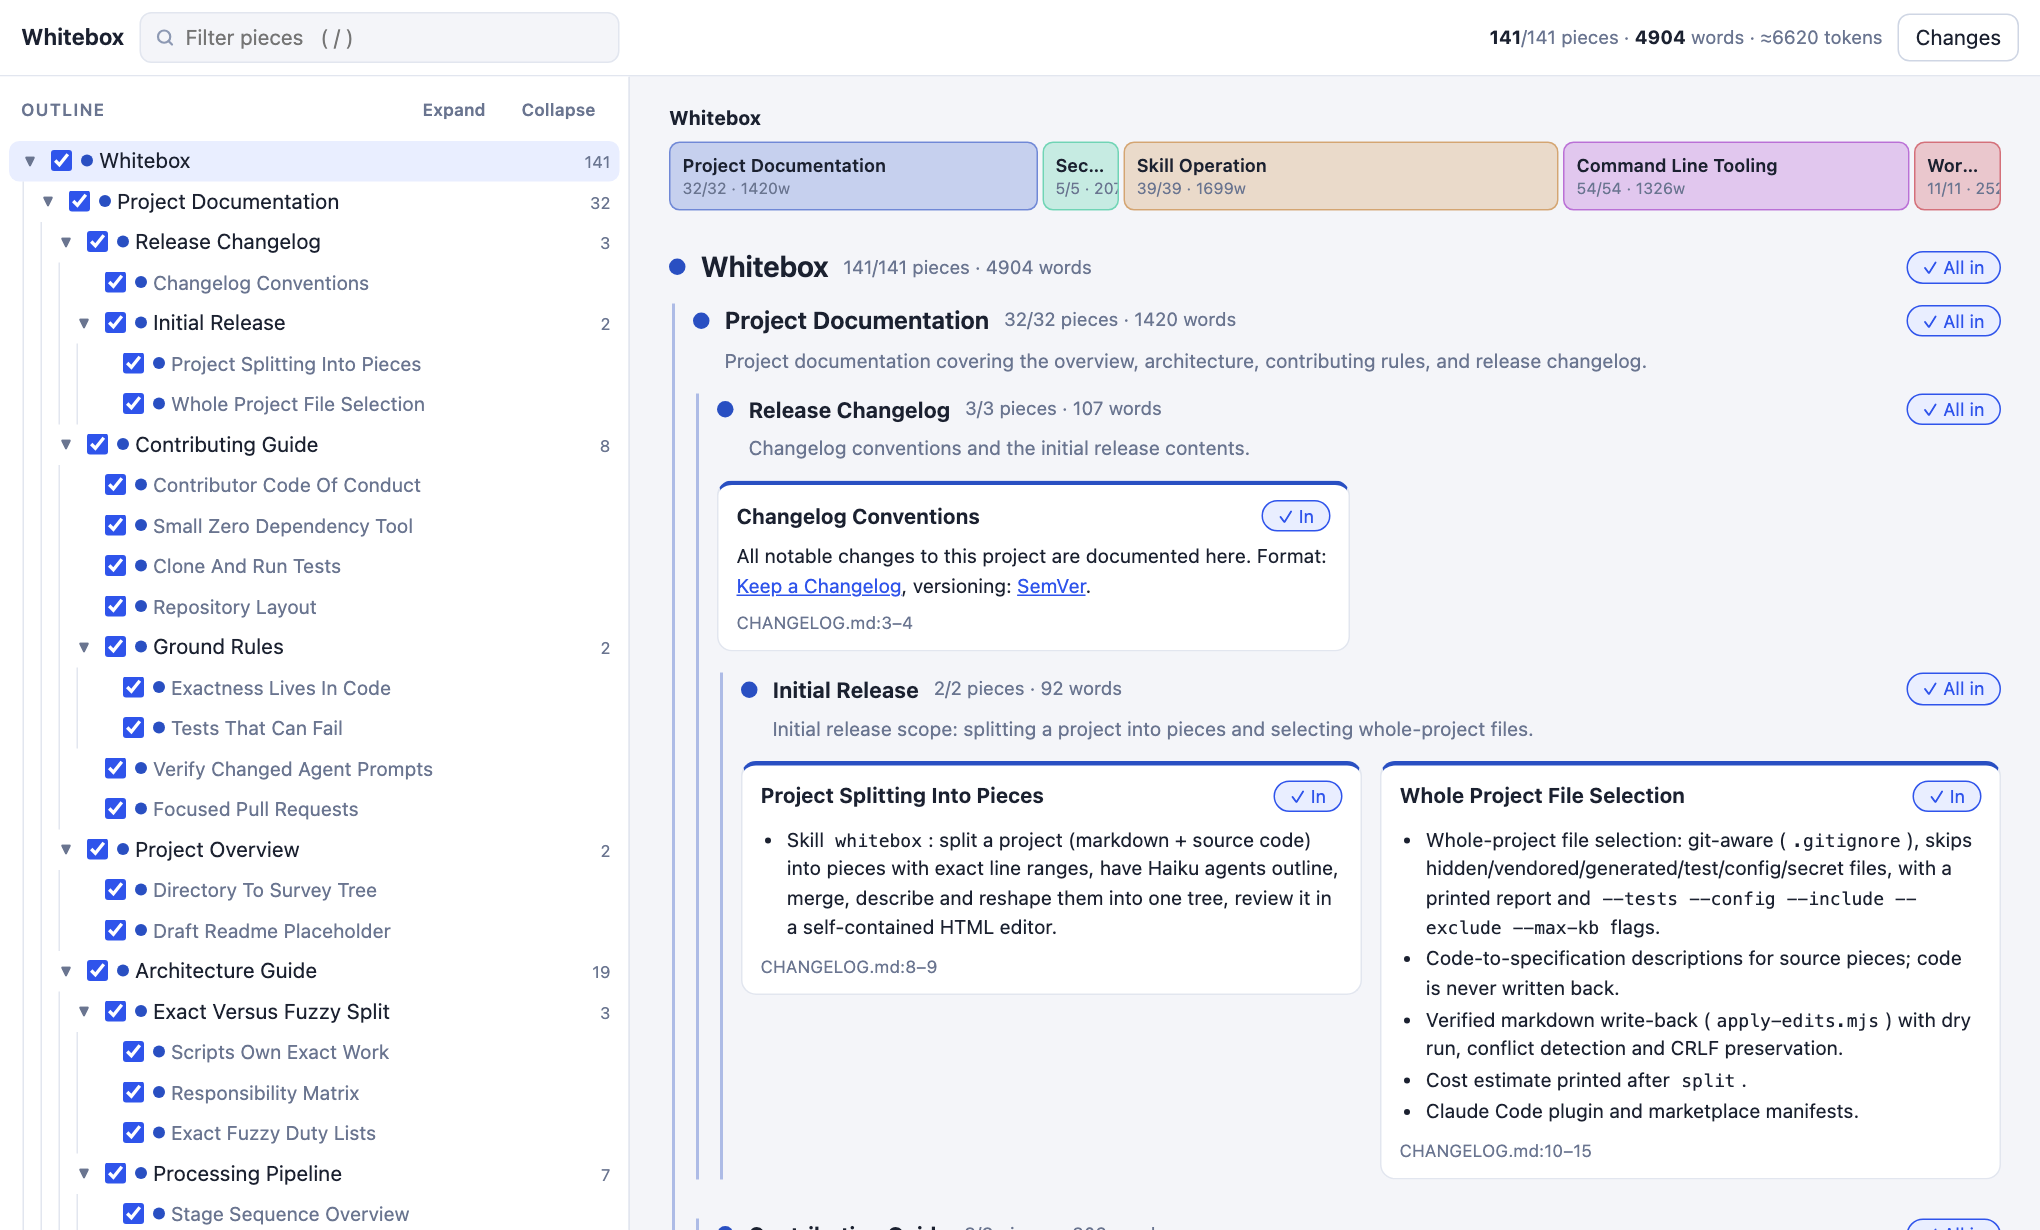 Whitebox
Filter pieces ( / )
141/141 pieces · 4904 words · ≈6620 tokens
Changes
OUTLINE
Expand
Collapse
Whitebox 141
Project Documentation 32
Release Changelog 3
Changelog Conventions
Initial Release 2
Project Splitting Into Pieces
Whole Project File Selection
Contributing Guide 8
Contributor Code Of Conduct
Small Zero Dependency Tool
Clone And Run Tests
Repository Layout
Ground Rules 2
Exactness Lives In Code
Tests That Can Fail
Verify Changed Agent Prompts
Focused Pull Requests
Project Overview 2
Directory To Survey Tree
Draft Readme Placeholder
Architecture Guide 19
Exact Versus Fuzzy Split 3
Scripts Own Exact Work
Responsibility Matrix
Exact Fuzzy Duty Lists
Processing Pipeline 7
Stage Sequence Overview
Whitebox
Project Documentation
32/32 · 1420w
Sec...
5/5 · 207
Skill Operation
39/39 · 1699w
Command Line Tooling
54/54 · 1326w
Wor...
11/11 · 252
Whitebox 141/141 pieces · 4904 words
✓ All in
Project Documentation 32/32 pieces · 1420 words
✓ All in
Project documentation covering the overview, architecture, contributing rules, and release changelog.
Release Changelog 3/3 pieces · 107 words
✓ All in
Changelog conventions and the initial release contents.
Changelog Conventions
✓ In
All notable changes to this project are documented here. Format:
Keep a Changelog, versioning: SemVer.
CHANGELOG.md:3–4
Initial Release 2/2 pieces · 92 words
✓ All in
Initial release scope: splitting a project into pieces and selecting whole-project files.
Project Splitting Into Pieces
✓ In
• Skill whitebox : split a project (markdown + source code)
into pieces with exact line ranges, have Haiku agents outline,
merge, describe and reshape them into one tree, review it in
a self-contained HTML editor.
CHANGELOG.md:8–9
Whole Project File Selection
✓ In
• Whole-project file selection: git-aware ( .gitignore ), skips
hidden/vendored/generated/test/config/secret files, with a
printed report and --tests --config --include --
exclude --max-kb flags.
• Code-to-specification descriptions for source pieces; code
is never written back.
• Verified markdown write-back ( apply-edits.mjs ) with dry
run, conflict detection and CRLF preservation.
• Cost estimate printed after split .
• Claude Code plugin and marketplace manifests.
CHANGELOG.md:10–15